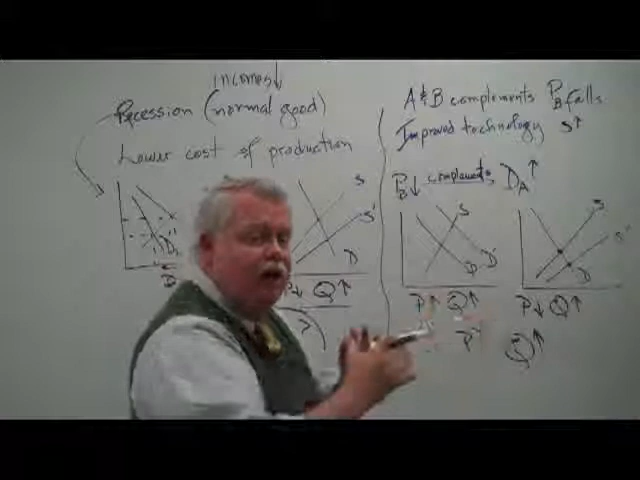 incomes↓
Recession (normal good)
Lower cost of production
D'
D
S
S'
D
P↓ Q↑
A&B complements P_B falls
Improved technology S↑
P_B↓ complements D_A↑
S
D D'
P↑ Q↑
S
S'
D
P↓ Q↑
Q↑